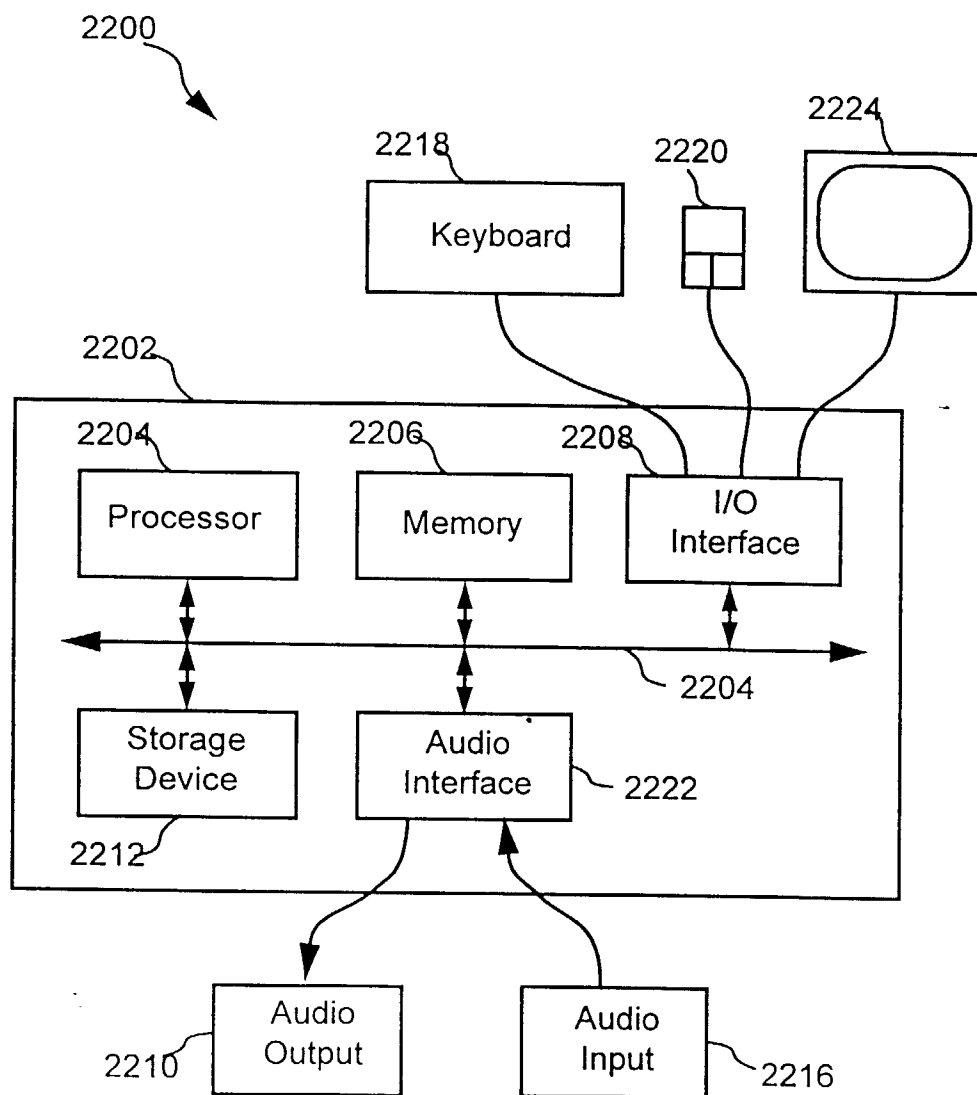 2200
2218
2220
2224
Keyboard
2202
2204
2206
2208
Processor
Memory
I/O
Interface
2204
Storage
Device
Audio
Interface
2222
2212
Audio
Output
Audio
Input
2210
2216